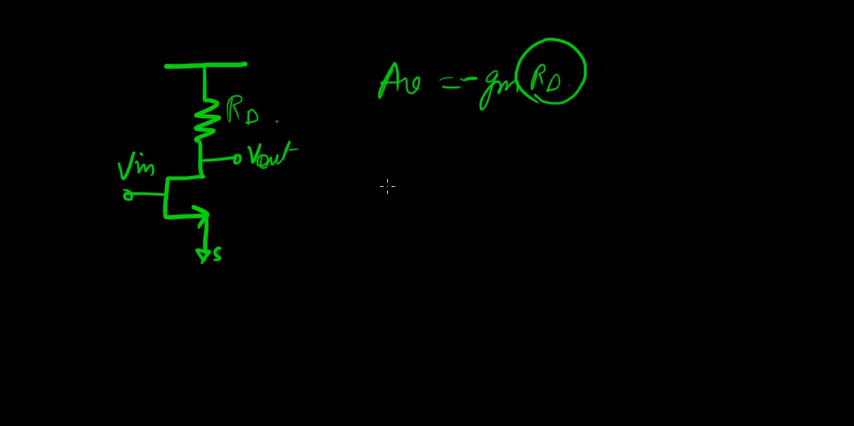 Av = -gm RD.
RD.
Vout
Vin
S